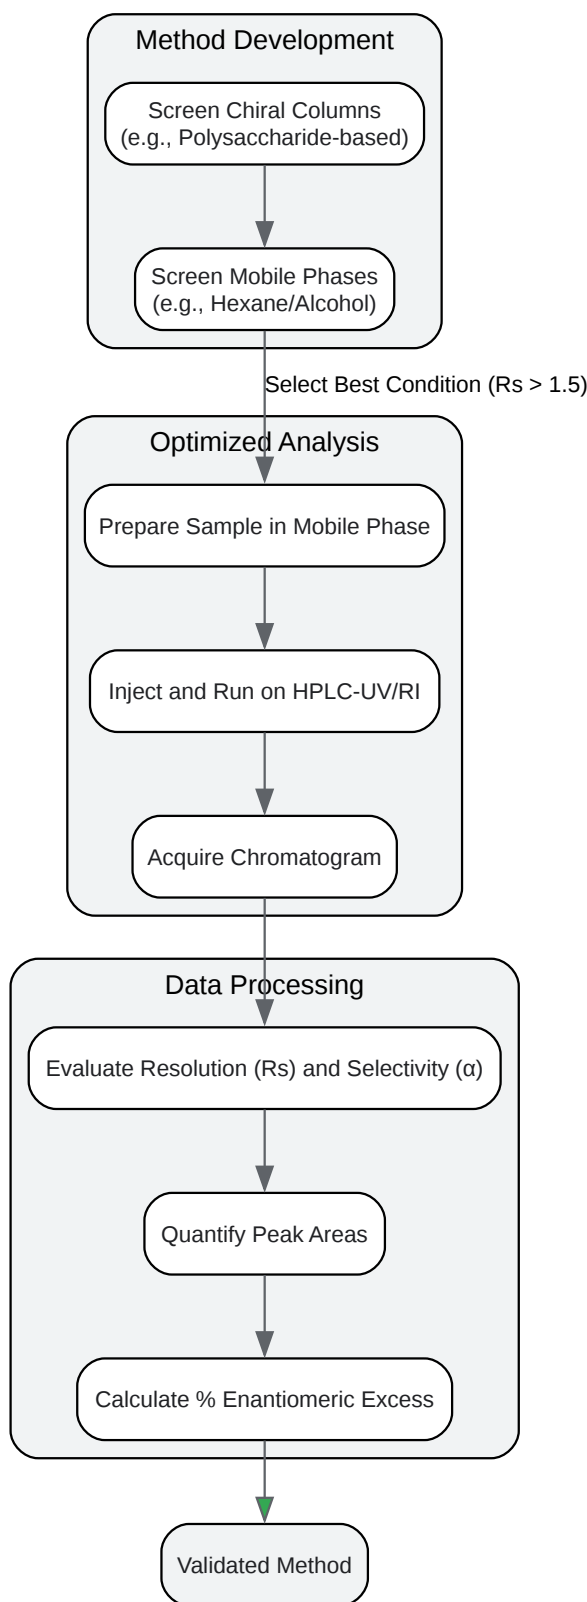 Method Development
Screen Chiral Columns
(e.g., Polysaccharide-based)
Screen Mobile Phases
(e.g., Hexane/Alcohol)
Select Best Condition (Rs > 1.5)
Optimized Analysis
Prepare Sample in Mobile Phase
Inject and Run on HPLC-UV/RI
Acquire Chromatogram
Data Processing
Evaluate Resolution (Rs) and Selectivity (α)
Quantify Peak Areas
Calculate % Enantiomeric Excess
Validated Method